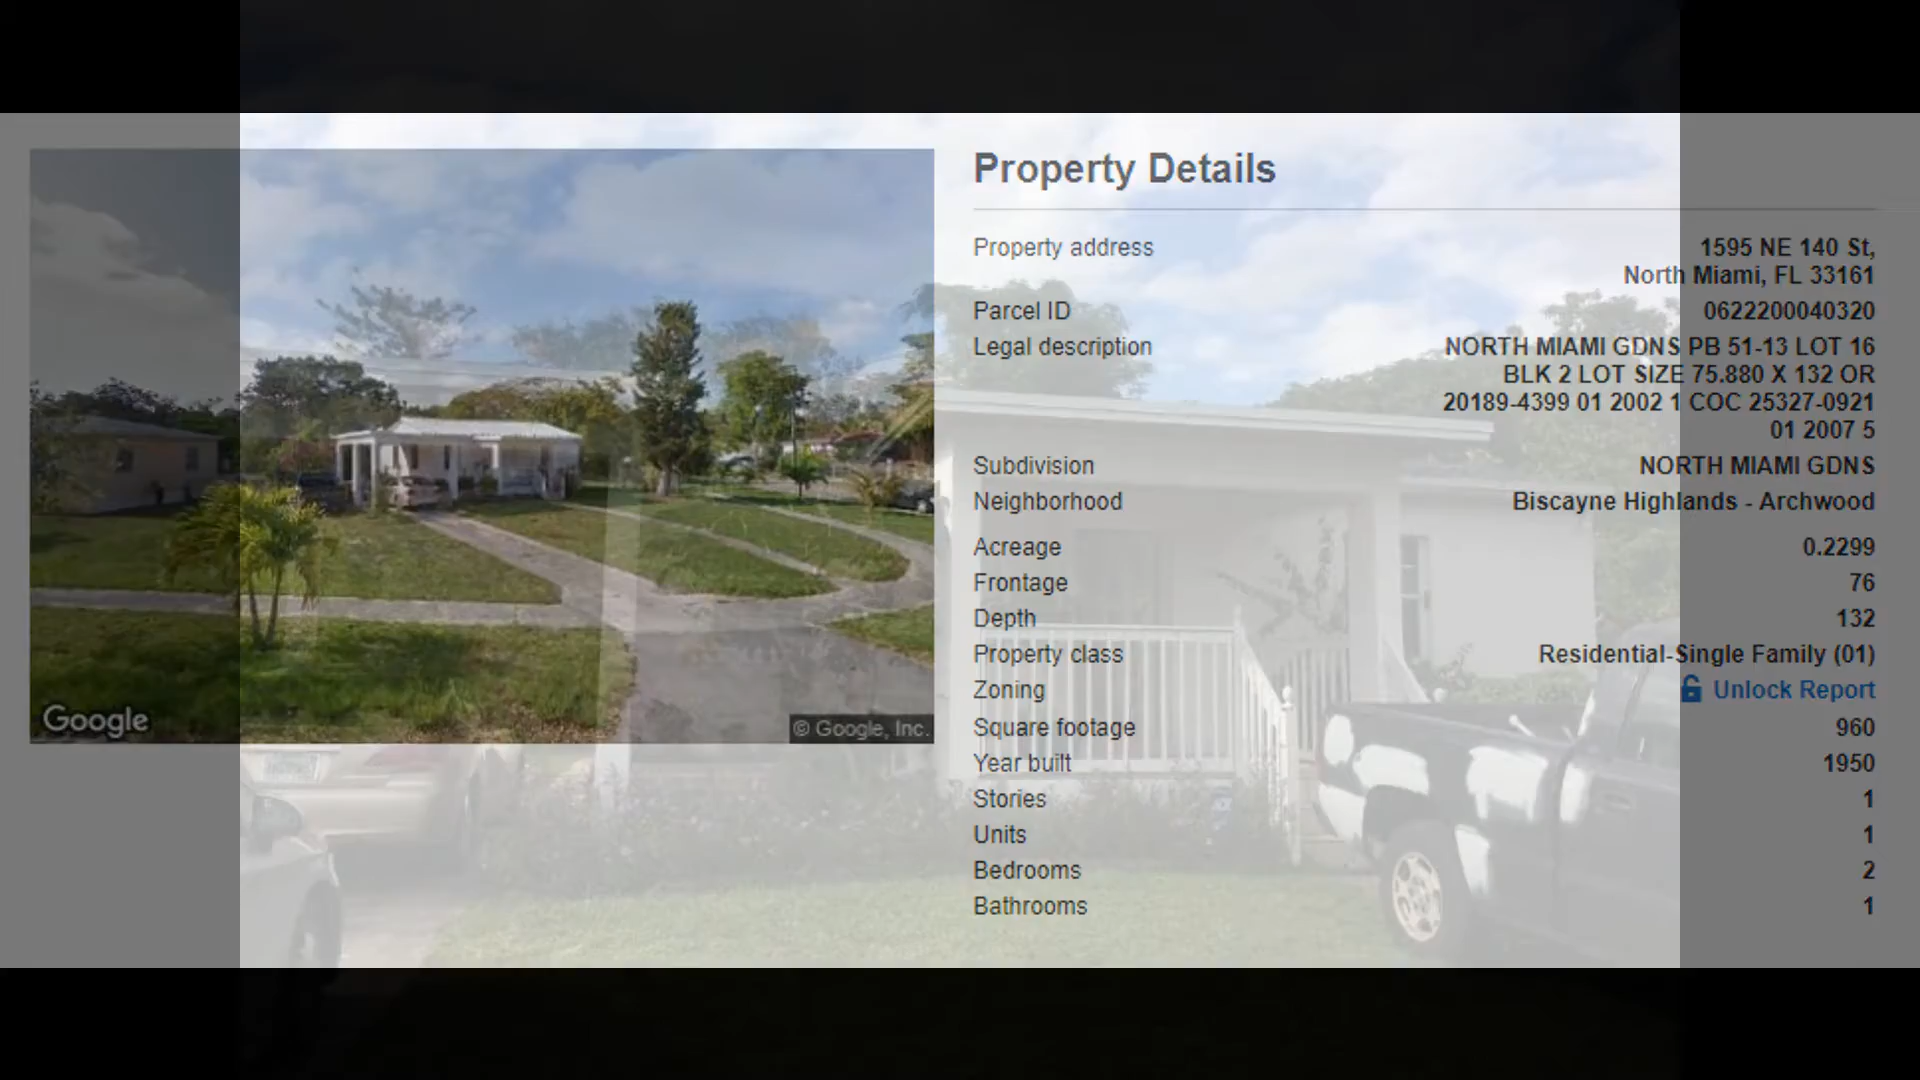 Property Details
Property address 1595 NE 140 St,
North Miami, FL 33161
Parcel ID 0622200040320
Legal description NORTH MIAMI GDNS PB 51-13 LOT 16
BLK 2 LOT SIZE 75.880 X 132 OR
20189-4399 01 2002 1 COC 25327-0921
01 2007 5
Subdivision NORTH MIAMI GDNS
Neighborhood Biscayne Highlands - Archwood
Acreage 0.2299
Frontage 76
Depth 132
Property class Residential-Single Family (01)
Zoning Unlock Report
Square footage 960
Year built 1950
Stories 1
Units 1
Bedrooms 2
Bathrooms 1
Google
© Google, Inc.